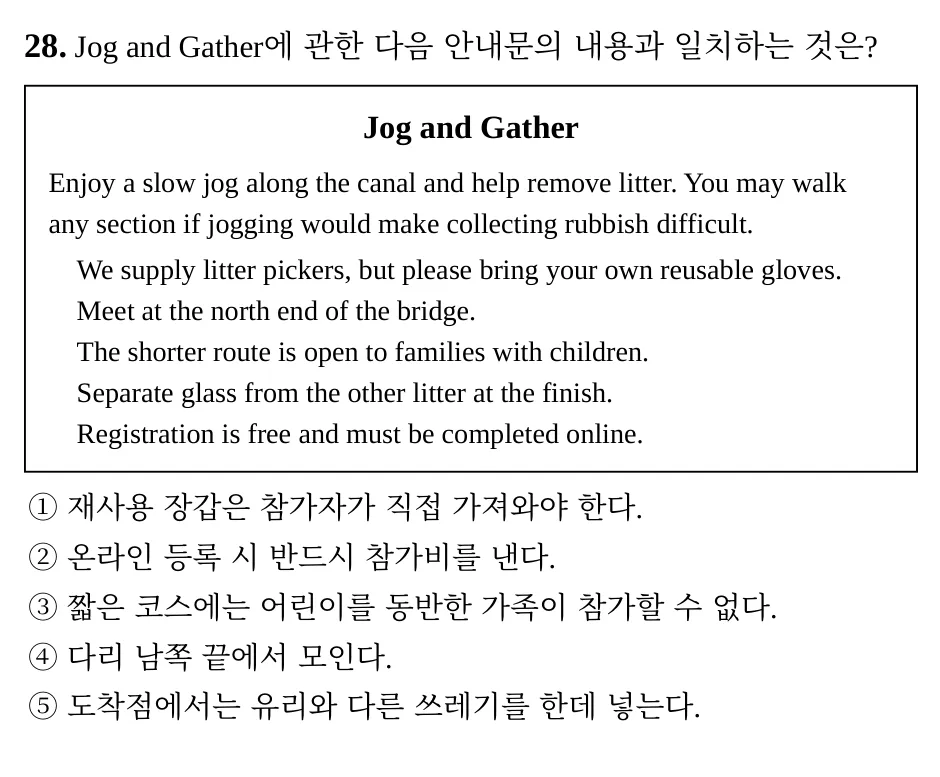 28. Jog and Gather에 관한 다음 안내문의 내용과 일치하는 것은?
Jog and Gather
Enjoy a slow jog along the canal and help remove litter. You may walk
any section if jogging would make collecting rubbish difficult.
We supply litter pickers, but please bring your own reusable gloves.
Meet at the north end of the bridge.
The shorter route is open to families with children.
Separate glass from the other litter at the finish.
Registration is free and must be completed online.
① 재사용 장갑은 참가자가 직접 가져와야 한다.
② 온라인 등록 시 반드시 참가비를 낸다.
③ 짧은 코스에는 어린이를 동반한 가족이 참가할 수 없다.
④ 다리 남쪽 끝에서 모인다.
⑤ 도착점에서는 유리와 다른 쓰레기를 한데 넣는다.